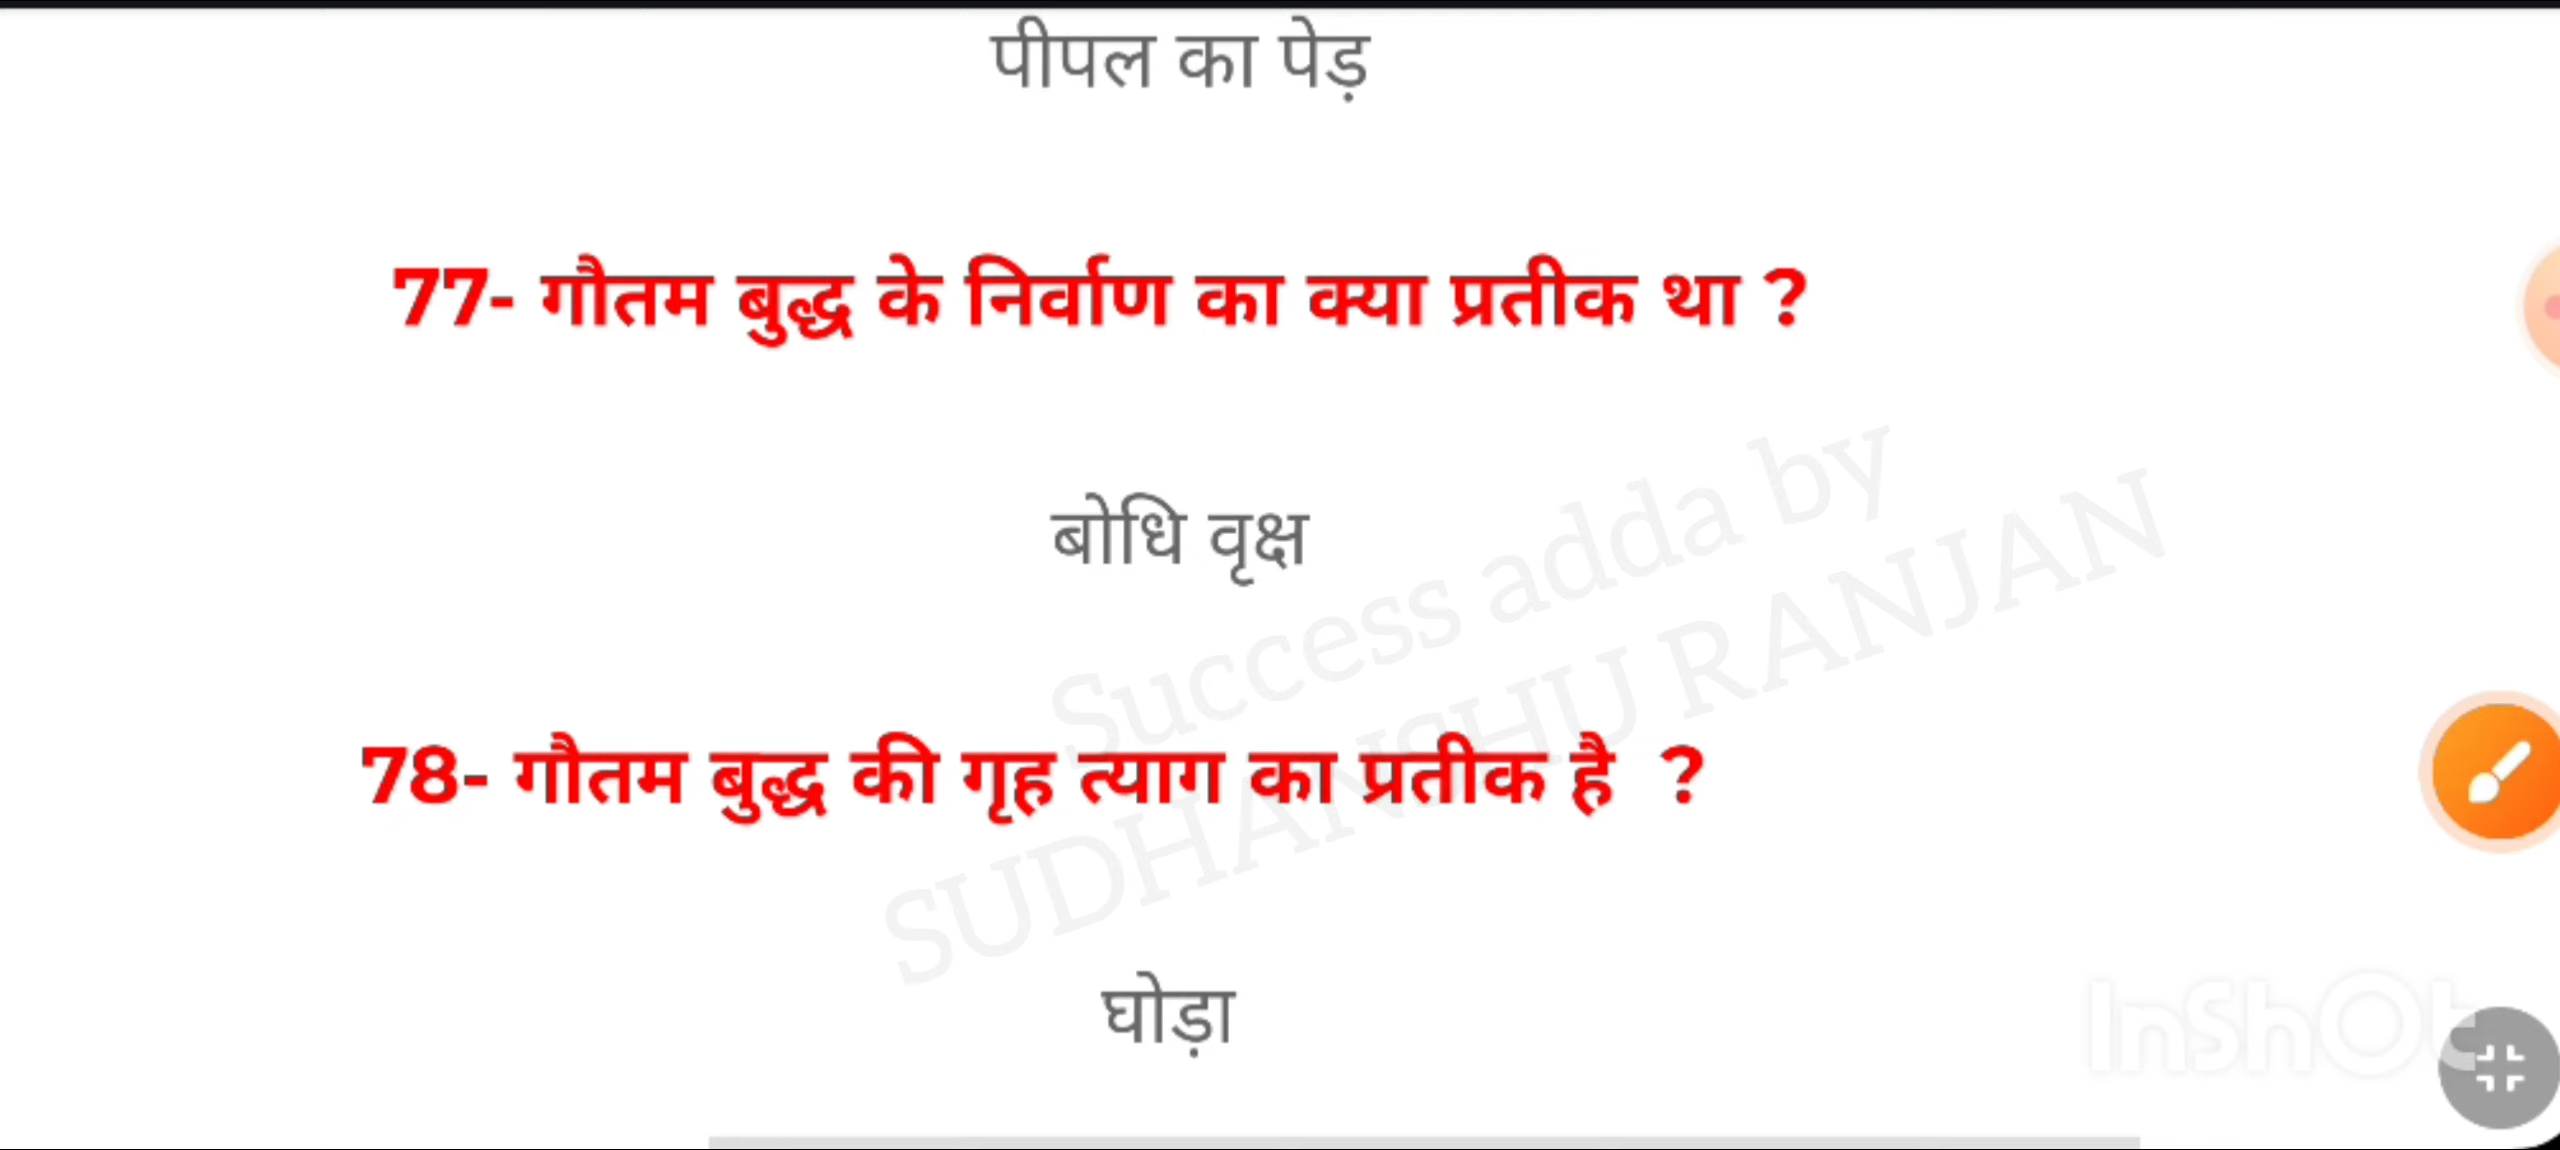 पीपल का पेड़
77- गौतम बुद्ध के निर्वाण का क्या प्रतीक था ?
बोधि वृक्ष
Success adda by
SUDHANSHU RANJAN
78- गौतम बुद्ध की गृह त्याग का प्रतीक है ?
घोड़ा
InShOt